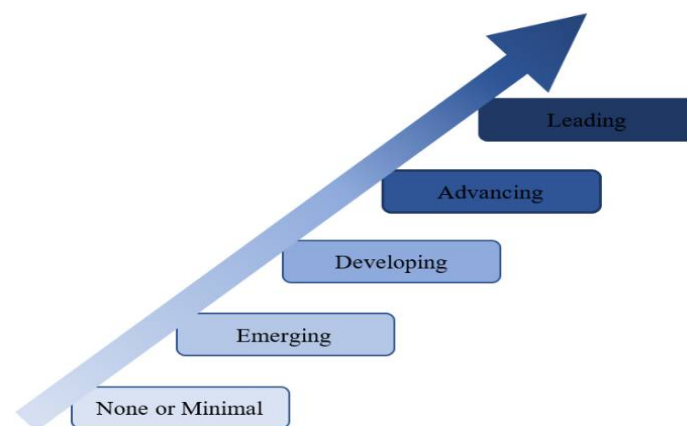 Leading
Advancing
Developing
Emerging
None or Minimal